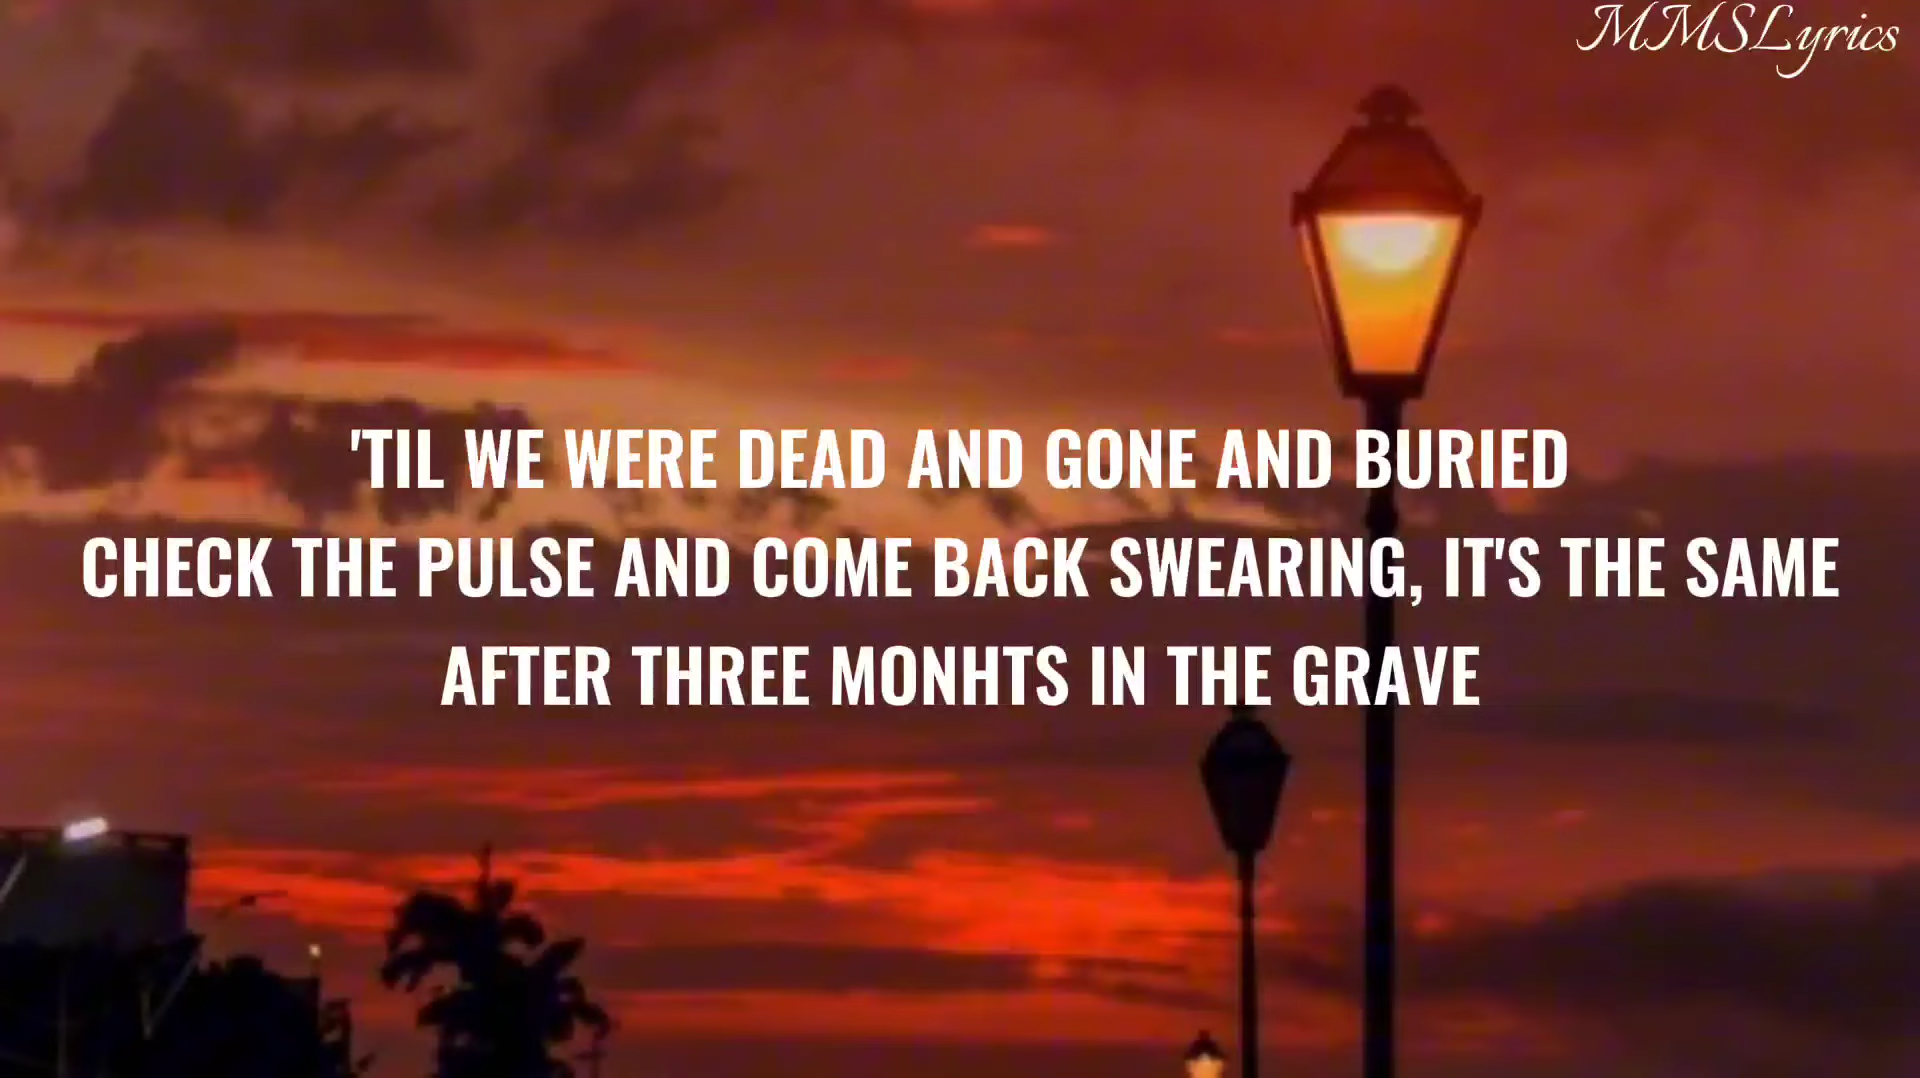 MMSLyrics
'TIL WE WERE DEAD AND GONE AND BURIED
CHECK THE PULSE AND COME BACK SWEARING, IT'S THE SAME
AFTER THREE MONHTS IN THE GRAVE